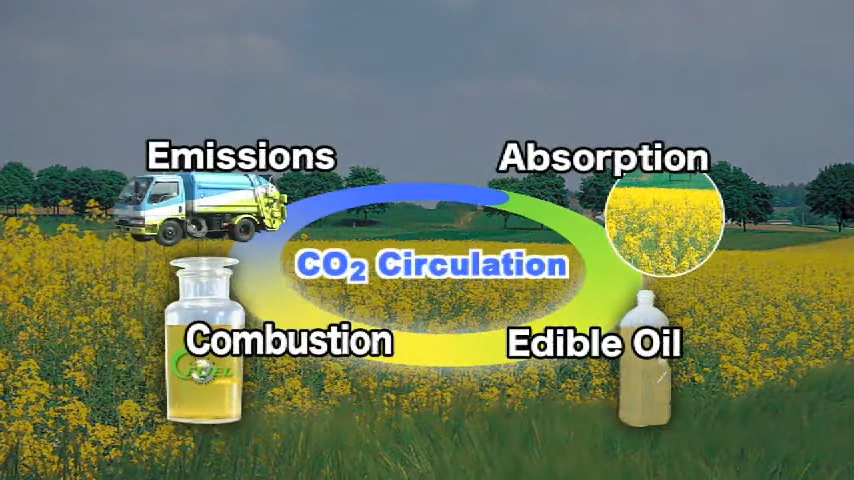 Emissions
Absorption
CO₂ Circulation
Combustion
Edible Oil